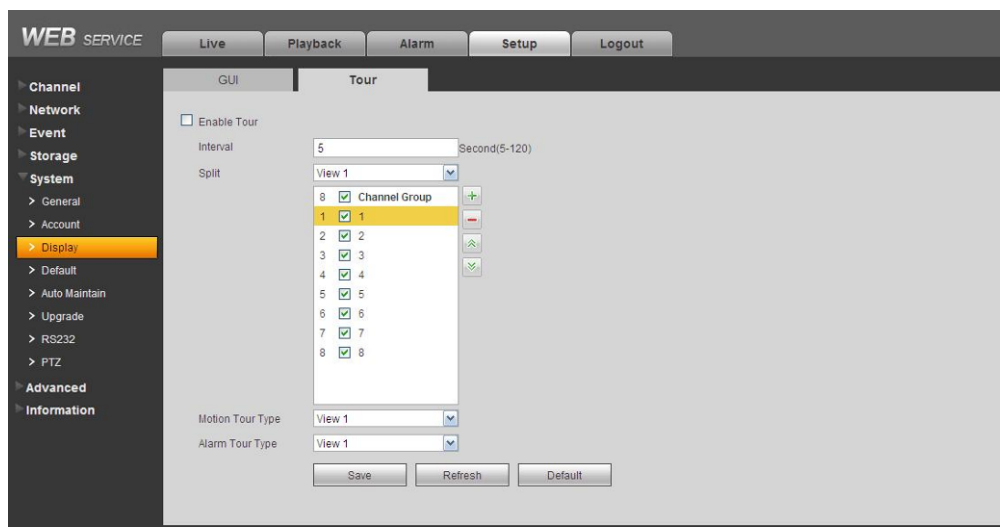 WEB SERVICE
Live Playback Alarm Setup Logout
GUI Tour
Channel
Network
Event
Storage
System
General
Account
Display
Default
Auto Maintain
Upgrade
RS232
PTZ
Advanced
Information
Enable Tour
Interval 5 Second(5-120)
Split View 1
8 Channel Group
1 1
2 2
3 3
4 4
5 5
6 6
7 7
8 8
Motion Tour Type View 1
Alarm Tour Type View 1
Save Refresh Default